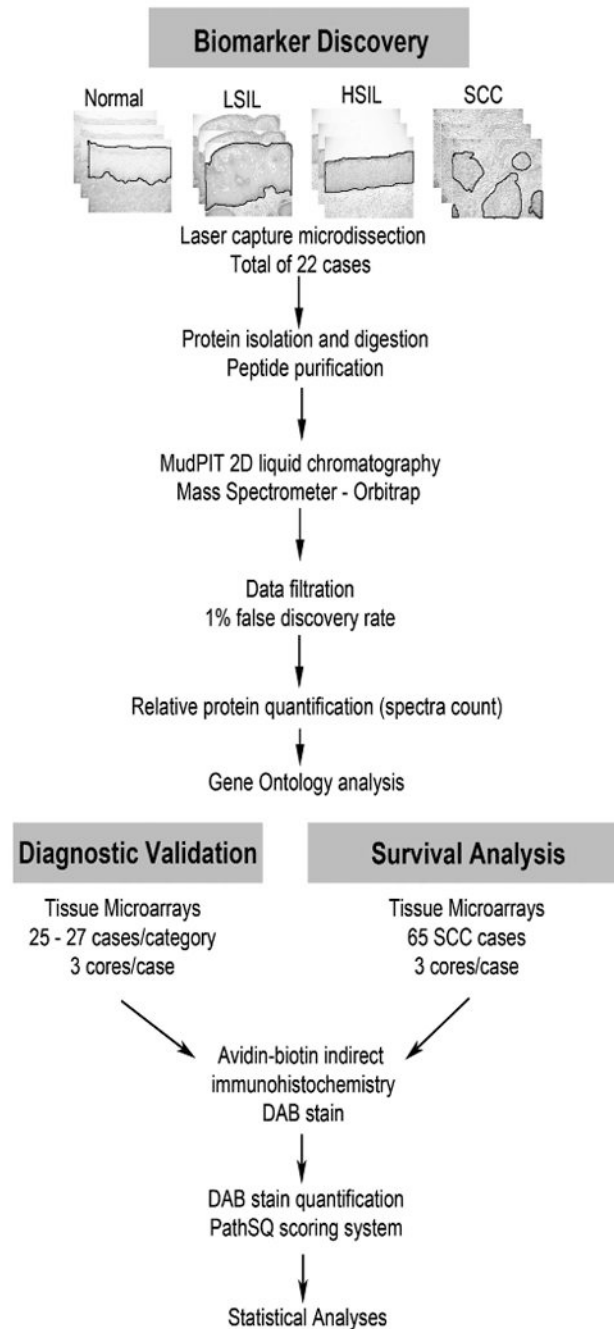 Biomarker Discovery
Normal
LSIL
HSIL
SCC
Laser capture microdissection
Total of 22 cases
Protein isolation and digestion
Peptide purification
MudPIT 2D liquid chromatography
Mass Spectrometer - Orbitrap
Data filtration
1% false discovery rate
Relative protein quantification (spectra count)
Gene Ontology analysis
Diagnostic Validation
Tissue Microarrays
25 - 27 cases/category
3 cores/case
Survival Analysis
Tissue Microarrays
65 SCC cases
3 cores/case
Avidin-biotin indirect
immunohistochemistry
DAB stain
DAB stain quantification
PathSQ scoring system
Statistical Analyses